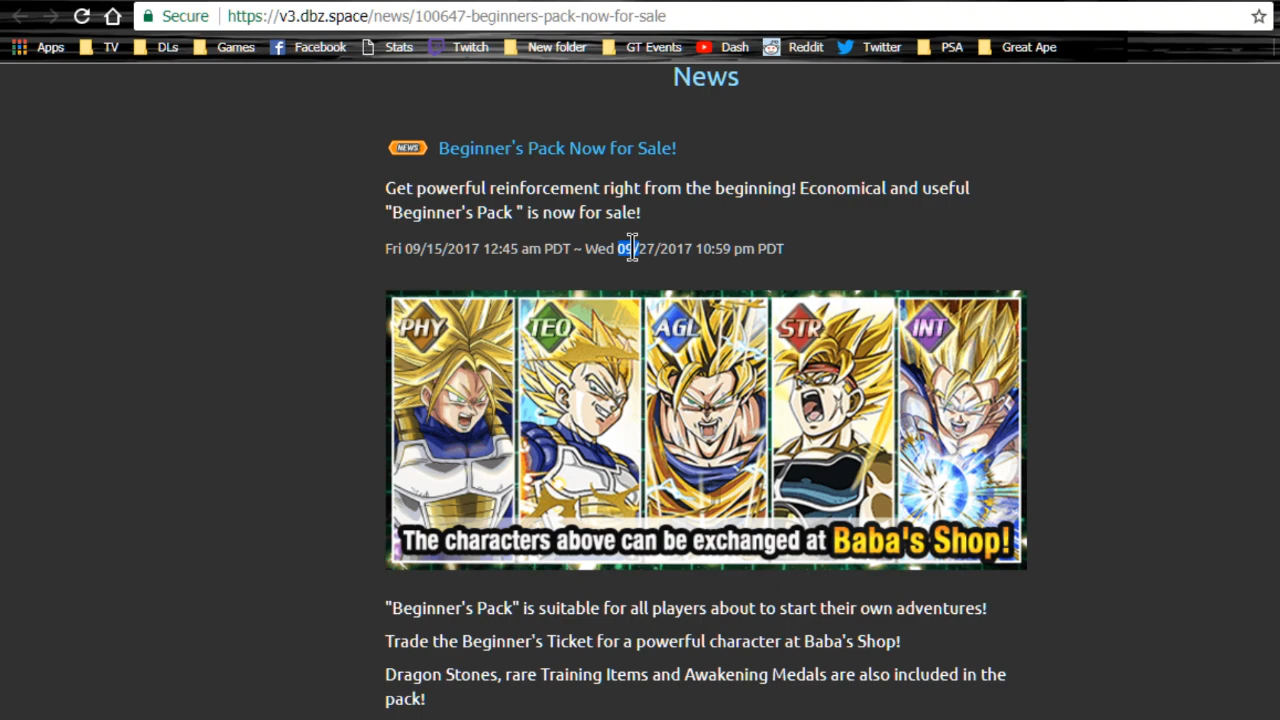 Secure https://v3.dbz.space/news/100647-beginners-pack-now-for-sale
Apps TV DLs Games Facebook Stats Twitch New folder GT Events Dash Reddit Twitter PSA Great Ape
News
NEWS Beginner's Pack Now for Sale!
Get powerful reinforcement right from the beginning! Economical and useful
"Beginner's Pack " is now for sale!
Fri 09/15/2017 12:45 am PDT ~ Wed 09/27/2017 10:59 pm PDT
PHY TEQ AGL STR INT
The characters above can be exchanged at Baba's Shop!
"Beginner's Pack" is suitable for all players about to start their own adventures!
Trade the Beginner's Ticket for a powerful character at Baba's Shop!
Dragon Stones, rare Training Items and Awakening Medals are also included in the
pack!